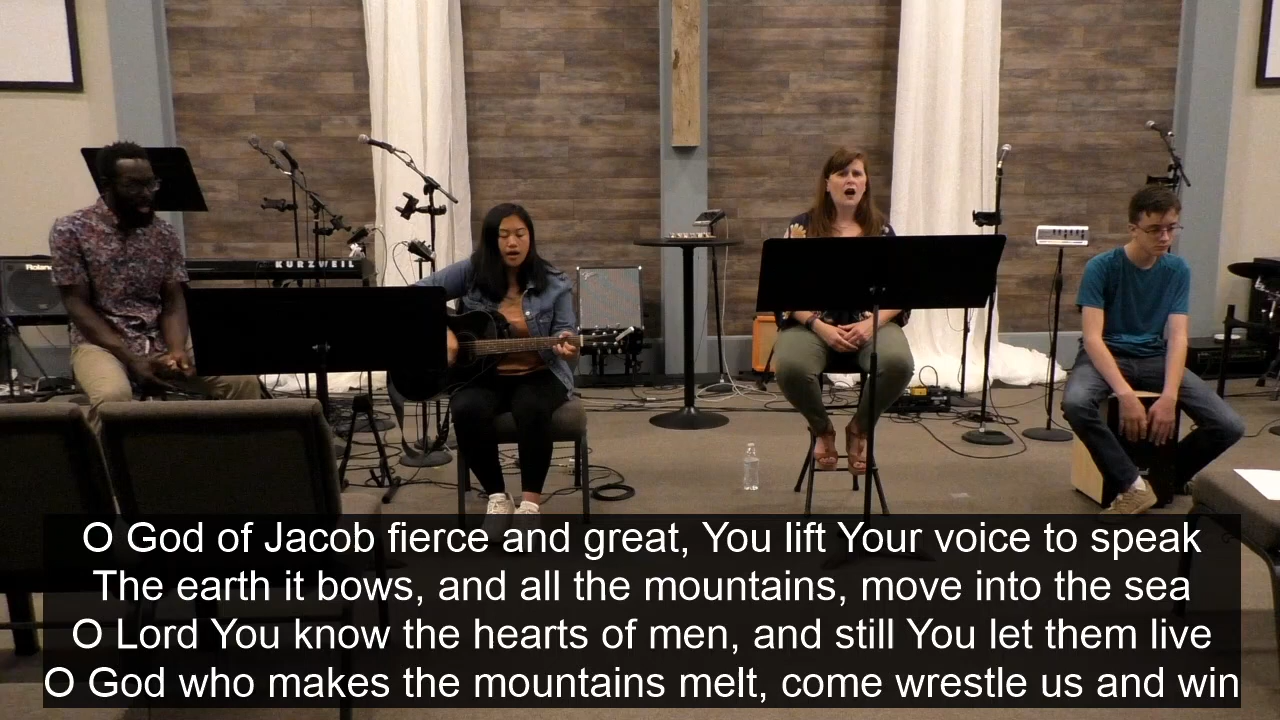 Roland
KURZWEIL
O God of Jacob fierce and great, You lift Your voice to speak
The earth it bows, and all the mountains, move into the sea
O Lord You know the hearts of men, and still You let them live
O God who makes the mountains melt, come wrestle us and win